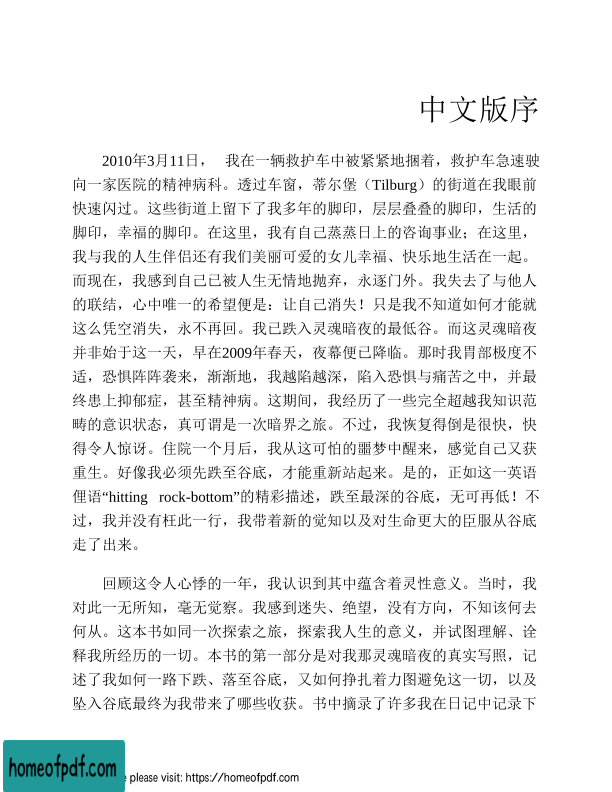 中文版序
2010年3月11日， 我在一辆救护车中被紧紧地捆着，救护车急速驶
向一家医院的精神病科。透过车窗，蒂尔堡（Tilburg）的街道在我眼前
快速闪过。这些街道上留下了我多年的脚印，层层叠叠的脚印，生活的
脚印，幸福的脚印。在这里，我有自己蒸蒸日上的咨询事业；在这里，
我与我的人生伴侣还有我们美丽可爱的女儿幸福、快乐地生活在一起。
而现在，我感到自己已被人生无情地抛弃，永逐门外。我失去了与他人
的联结，心中唯一的希望便是：让自己消失！只是我不知道如何才能就
这么凭空消失，永不再回。我已跌入灵魂暗夜的最低谷。而这灵魂暗夜
并非始于这一天，早在2009年春天，夜幕便已降临。那时我胃部极度不
适，恐惧阵阵袭来，渐渐地，我越陷越深，陷入恐惧与痛苦之中，并最
终患上抑郁症，甚至精神病。这期间，我经历了一些完全超越我知识范
畴的意识状态，真可谓是一次暗界之旅。不过，我恢复得倒是很快，快
得令人惊讶。住院一个月后，我从这可怕的噩梦中醒来，感觉自己又获
重生。好像我必须先跌至谷底，才能重新站起来。是的，正如这一英语
俚语“hitting rock-bottom”的精彩描述，跌至最深的谷底，无可再低！不
过，我并没有枉此一行，我带着新的觉知以及对生命更大的臣服从谷底
走了出来。
回顾这令人心悸的一年，我认识到其中蕴含着灵性意义。当时，我
对此一无所知，毫无觉察。我感到迷失、绝望，没有方向，不知该何去
何从。这本书如同一次探索之旅，探索我人生的意义，并试图理解、诠
释我所经历的一切。本书的第一部分是对我那灵魂暗夜的真实写照，记
述了我如何一路下跌、落至谷底，又如何挣扎着力图避免这一切，以及
坠入谷底最终为我带来了哪些收获。书中摘录了许多我在日记中记录下
homeofpdf.com
please visit: https://homeofpdf.com